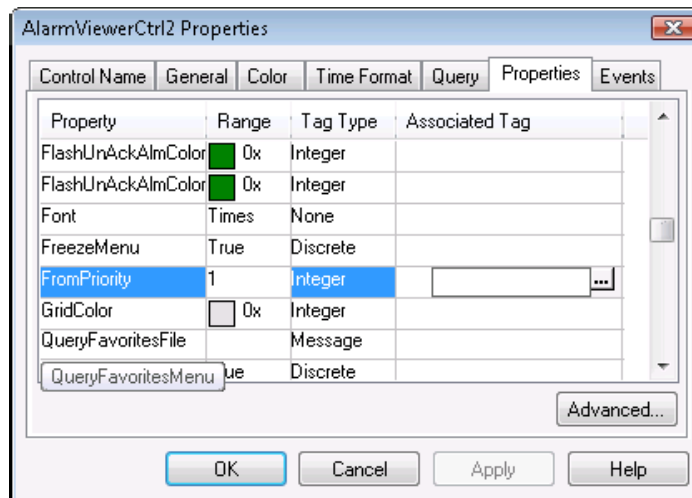 AlarmViewerCtrl2 Properties
Control Name General Color Time Format Query Properties Events
Property Range Tag Type Associated Tag
FlashUnAckAlmColor 0x Integer
FlashUnAckAlmColor 0x Integer
Font Times None
FreezeMenu True Discrete
FromPriority 1 Integer ...
GridColor 0x Integer
QueryFavoritesFile Message
QueryFavoritesMenu ue Discrete
Advanced...
OK Cancel Apply Help